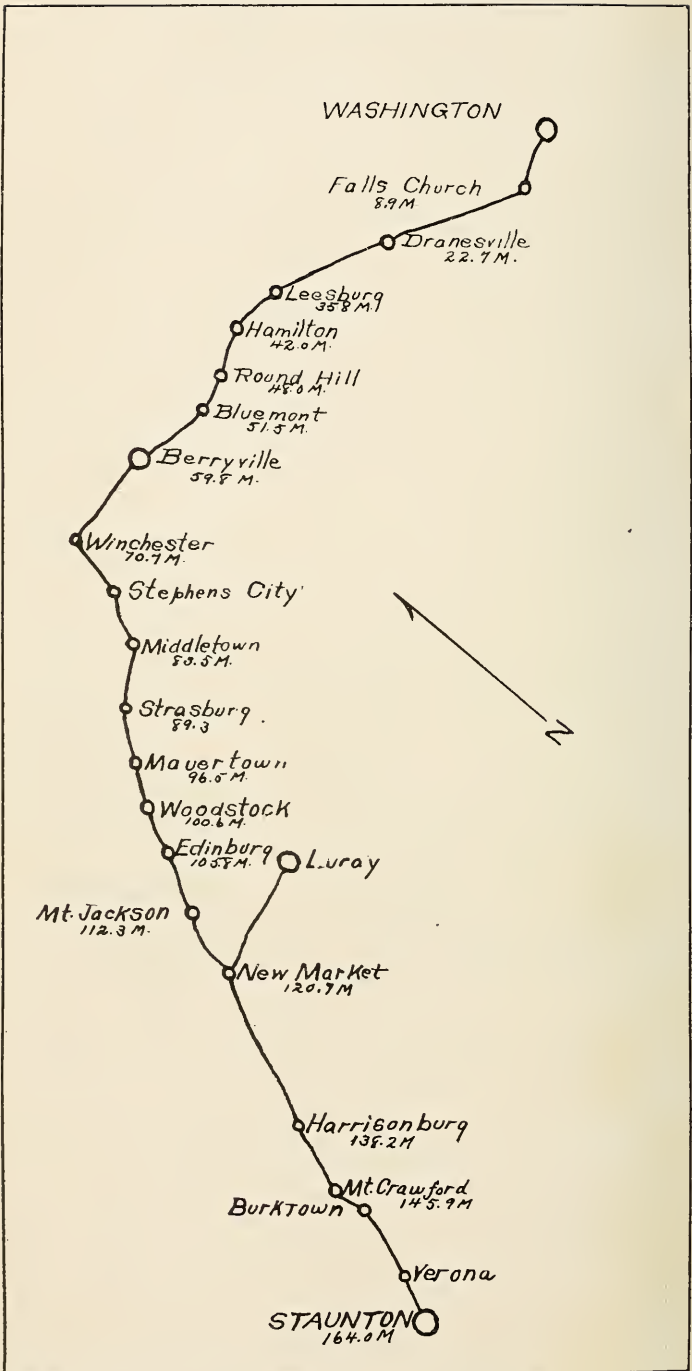 WASHINGTON
Falls Church
8.9 M.
Dranesville
22.7 M.
Leesburg
35.8 M.
Hamilton
42.0 M.
Round Hill
48.0 M.
Bluemont
51.5 M.
Berryville
59.8 M.
Winchester
70.7 M.
Stephens City
Middletown
83.5 M.
Strasburg
89.3
N
Mauertown
96.5 M.
Woodstock
100.6 M.
Edinburg
105.8 M.
Luray
Mt. Jackson
112.3 M.
New Market
120.7 M
Harrisonburg
138.2 M
Mt. Crawford
145.9 M
Burktown
Verona
STAUNTON
164.0 M